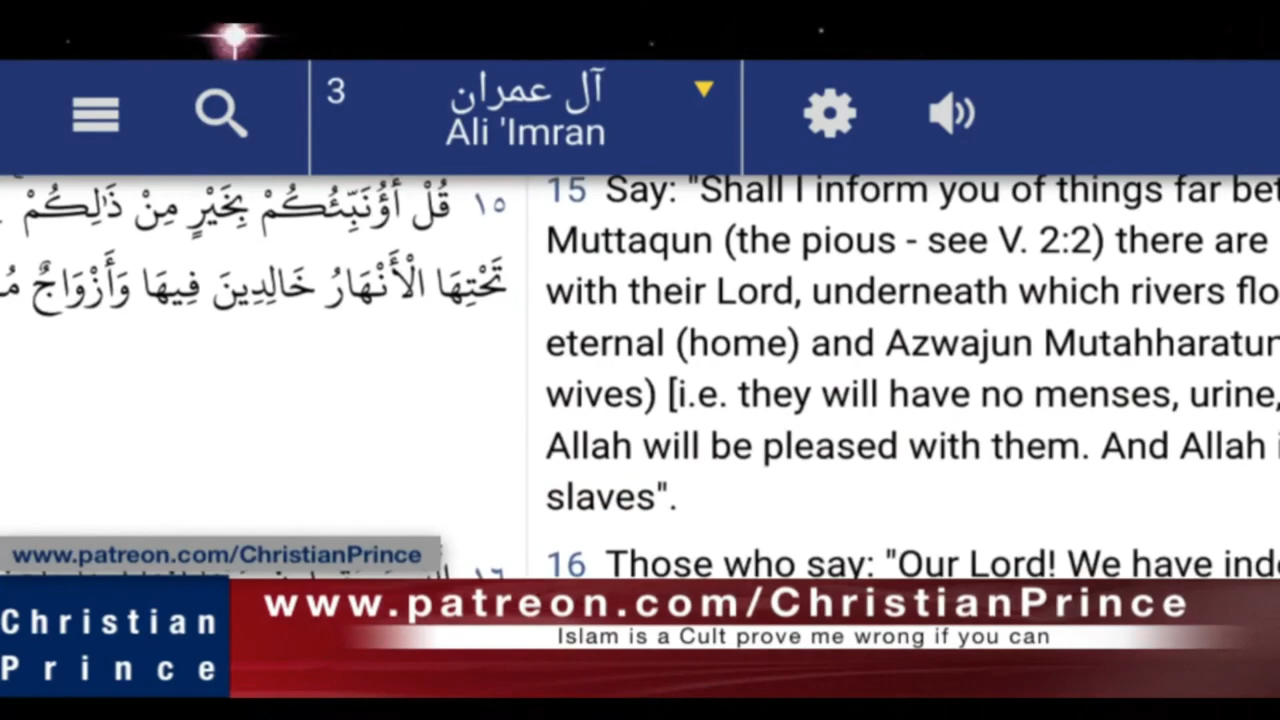 3
آل عمران
Ali 'Imran
١٥ قُلْ أَؤُنَبِّئُكُمْ بِخَيْرٍ مِنْ ذَٰلِكُمْ
تَحْتِهَا الْأَنْهَارُ خَالِدِينَ فِيهَا وَأَزْوَاجٌ
15 Say: "Shall I inform you of things far bet
Muttaqun (the pious - see V. 2:2) there are
with their Lord, underneath which rivers flo
eternal (home) and Azwajun Mutahharatun
wives) [i.e. they will have no menses, urine,
Allah will be pleased with them. And Allah i
slaves".
16 Those who say: "Our Lord! We have inde
١٦
www.patreon.com/ChristianPrince
Christian
Prince
www.patreon.com/ChristianPrince
Islam is a Cult prove me wrong if you can